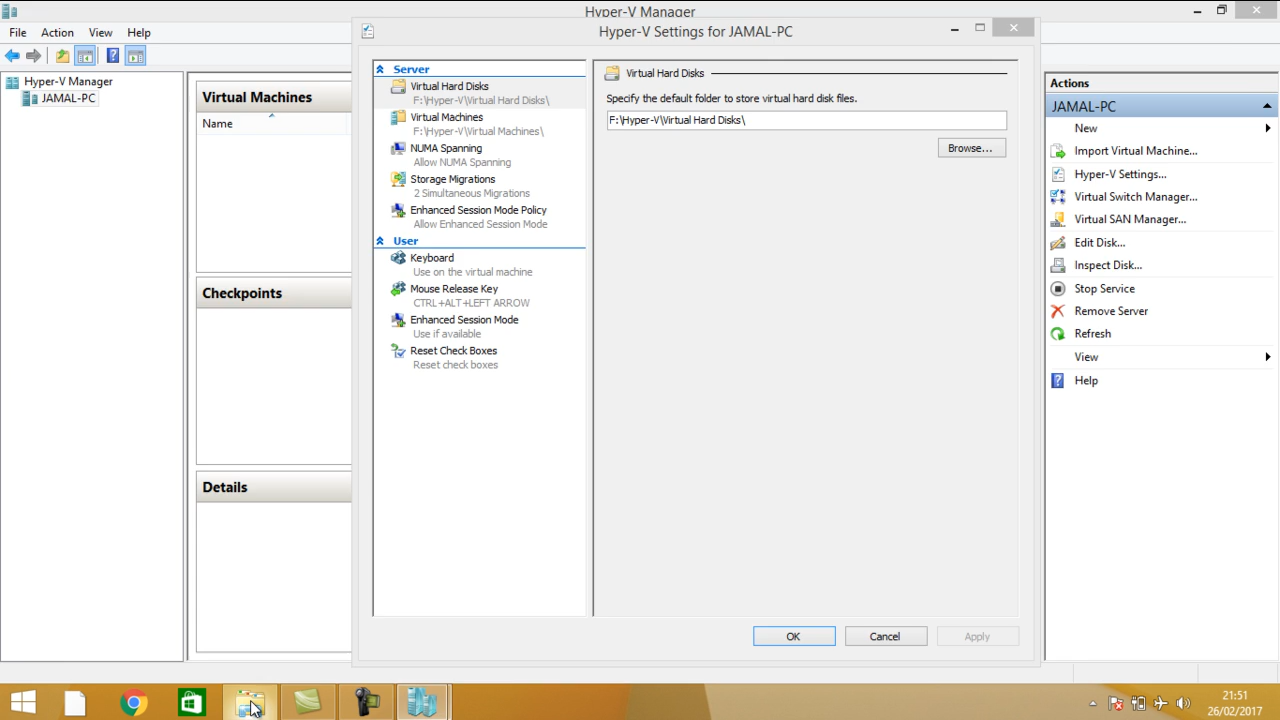 Hyper-V Manager
File Action View Help
Hyper-V Settings for JAMAL-PC
Hyper-V Manager
JAMAL-PC
Virtual Machines
Name
Checkpoints
Details
Server
Virtual Hard Disks
F:\Hyper-V\Virtual Hard Disks\
Virtual Machines
F:\Hyper-V\Virtual Machines\
NUMA Spanning
Allow NUMA Spanning
Storage Migrations
2 Simultaneous Migrations
Enhanced Session Mode Policy
Allow Enhanced Session Mode
User
Keyboard
Use on the virtual machine
Mouse Release Key
CTRL+ALT+LEFT ARROW
Enhanced Session Mode
Use if available
Reset Check Boxes
Reset check boxes
Virtual Hard Disks
Specify the default folder to store virtual hard disk files.
F:\Hyper-V\Virtual Hard Disks\
Browse...
OK Cancel Apply
Actions
JAMAL-PC
New
Import Virtual Machine...
Hyper-V Settings...
Virtual Switch Manager...
Virtual SAN Manager...
Edit Disk...
Inspect Disk...
Stop Service
Remove Server
Refresh
View
Help
21:51
26/02/2017